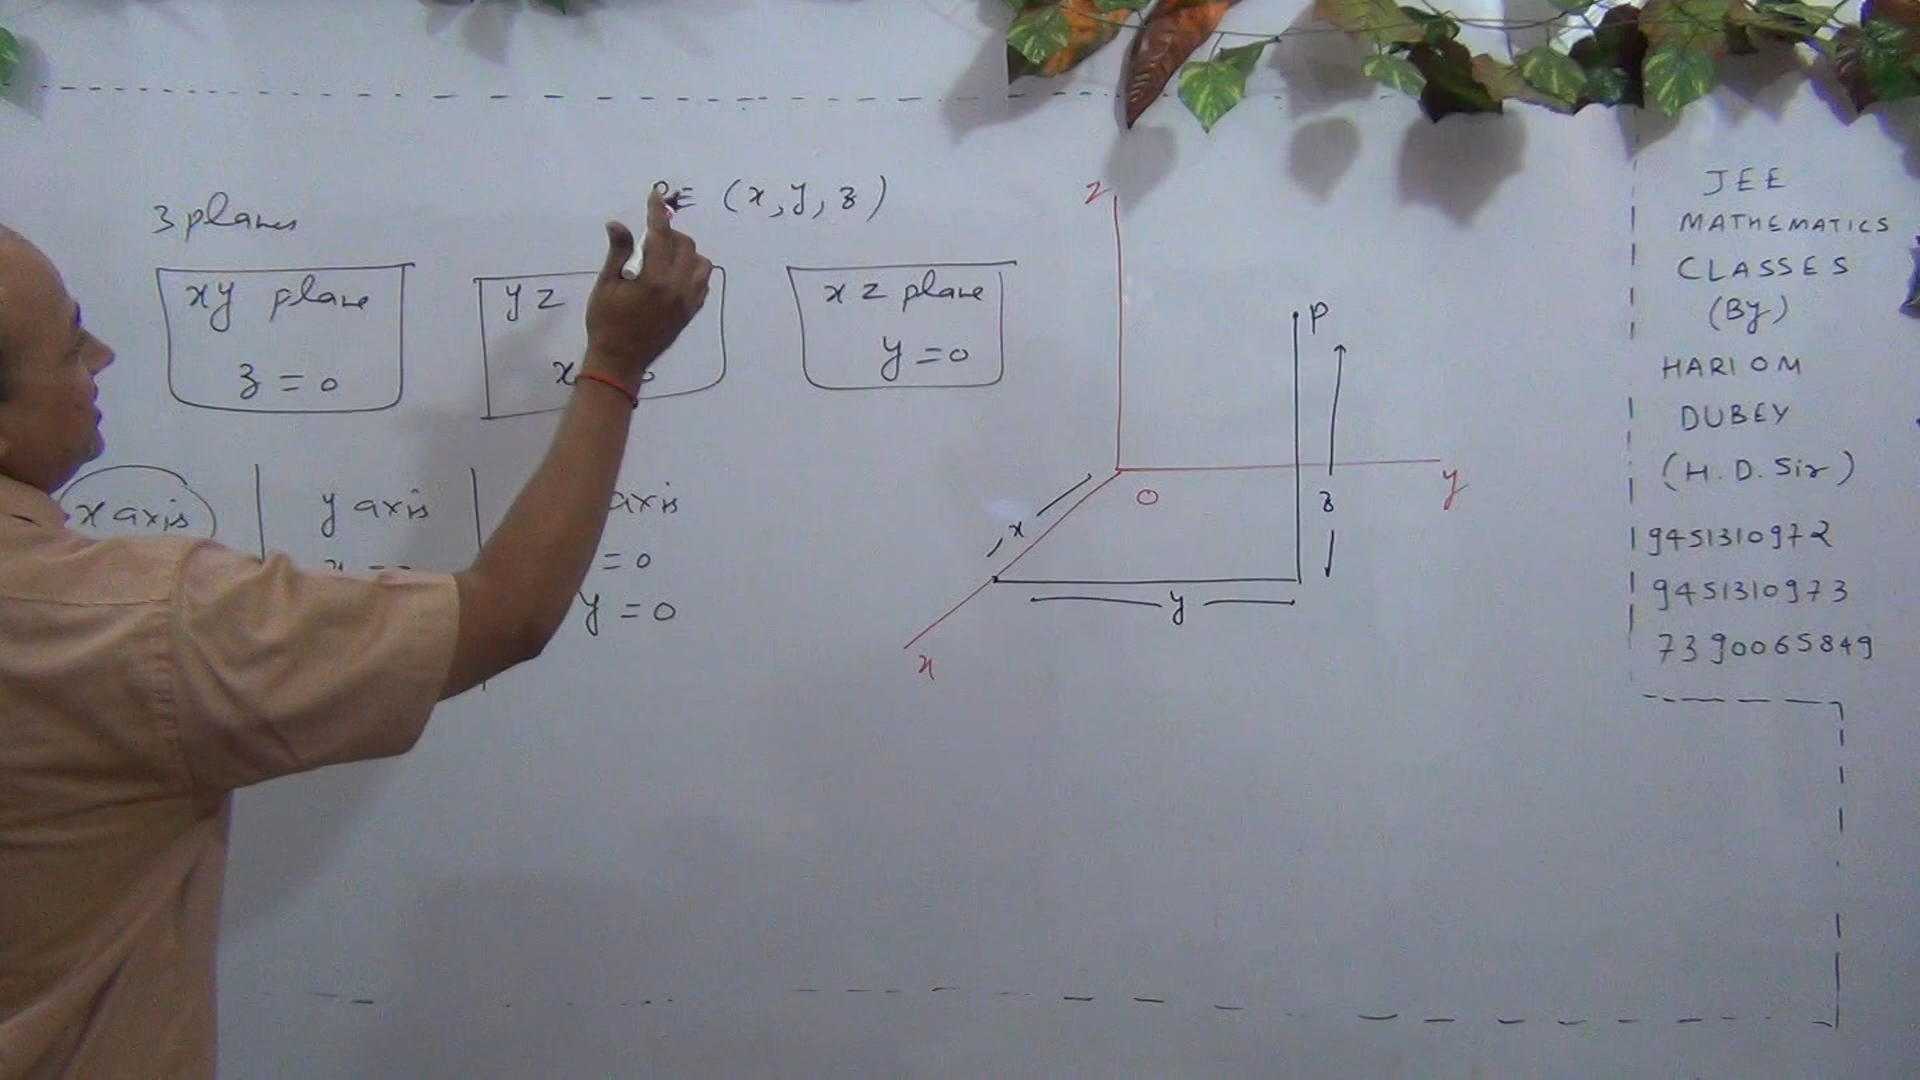 3 planes
≡ (x, y, z)
xy plane
z = 0
yz
x
0
xz plane
y = 0
x axis
y axis
axis
= 0
y = 0
z
P
y
O
z
x
y
x
JEE
MATHEMATICS
CLASSES
(By)
HARI OM
DUBEY
(H. D. Sir)
9451310972
9451310973
7390065849